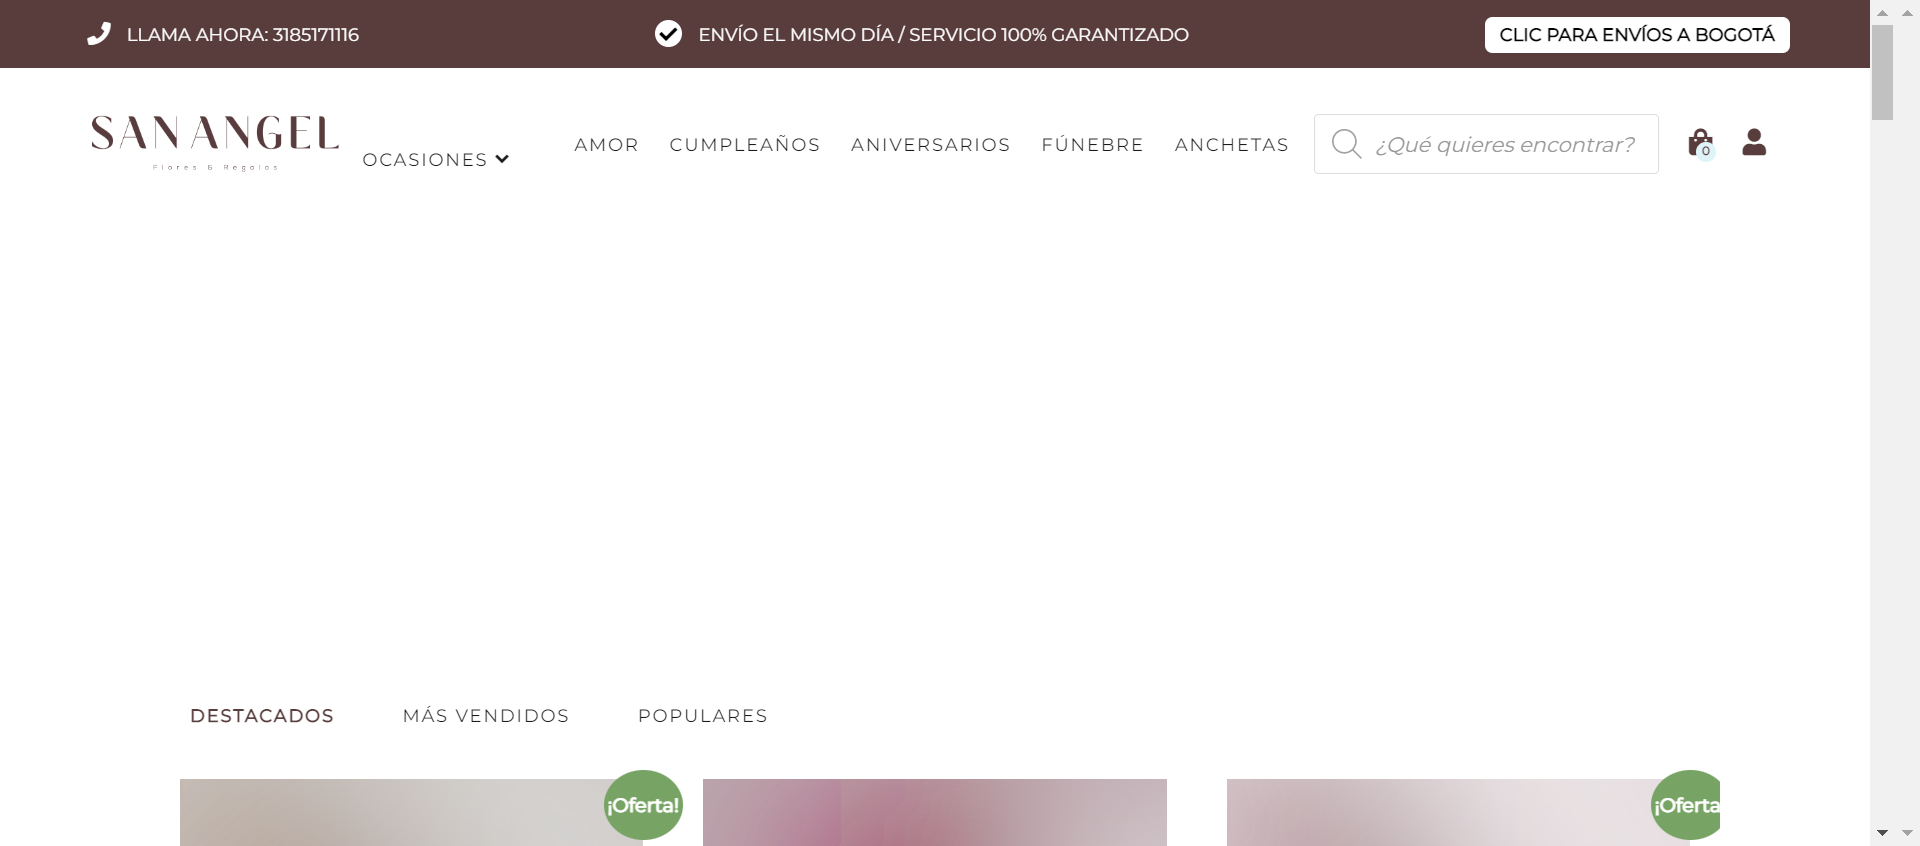 LLAMA AHORA: 3185171116
ENVÍO EL MISMO DÍA / SERVICIO 100% GARANTIZADO
CLIC PARA ENVÍOS A BOGOTÁ
SAN ANGEL
Flores & Regalos
OCASIONES
AMOR
CUMPLEAÑOS
ANIVERSARIOS
FÚNEBRE
ANCHETAS
¿Qué quieres encontrar?
0
DESTACADOS
MÁS VENDIDOS
POPULARES
¡Oferta!
¡Oferta